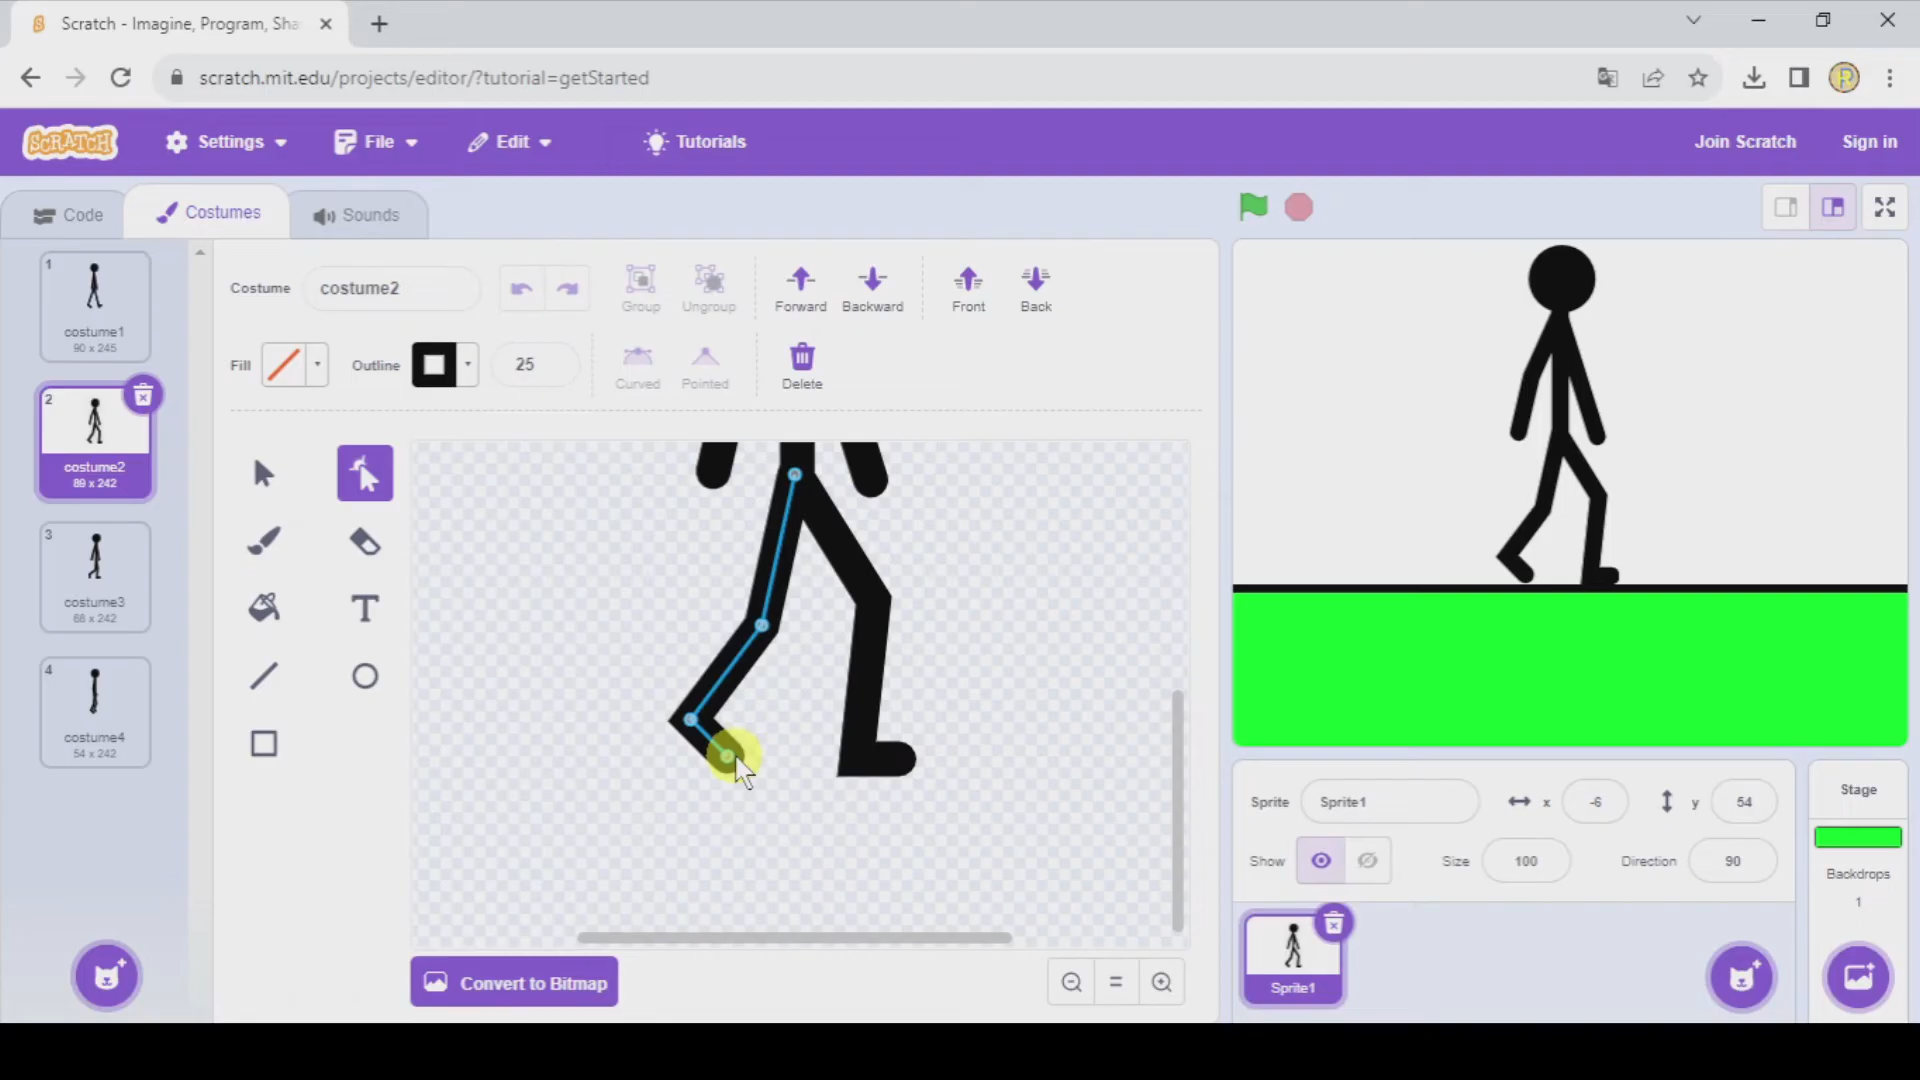 Scratch - Imagine, Program, Sha
scratch.mit.edu/projects/editor/?tutorial=getStarted
SCRATCH
Settings
File
Edit
Tutorials
Join Scratch
Sign in
Code
Costumes
Sounds
1
costume1
90 x 245
2
costume2
89 x 242
3
costume3
68 x 242
4
costume4
54 x 242
Costume
costume2
Group
Ungroup
Forward
Backward
Front
Back
Fill
Outline
25
Curved
Pointed
Delete
T
Convert to Bitmap
Sprite
Sprite1
x
-6
y
54
Show
Size
100
Direction
90
Sprite1
Stage
Backdrops
1